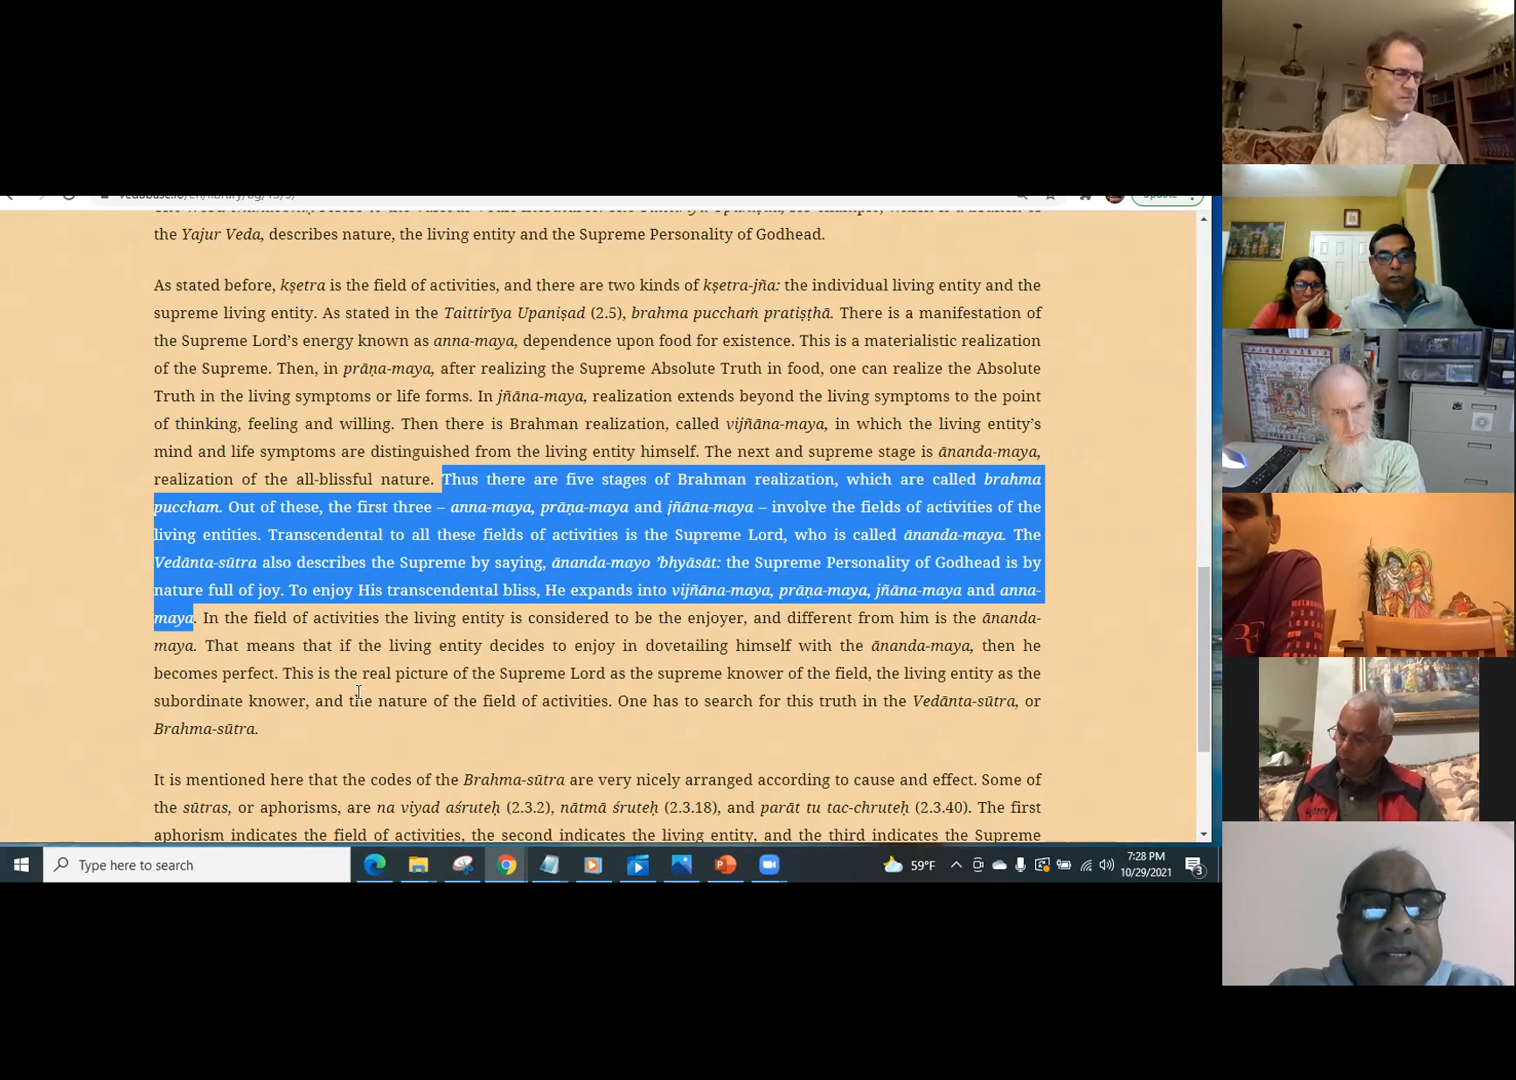 vedabase.io/en/library/bg/13/5/
Update
the Yajur Veda, describes nature, the living entity and the Supreme Personality of Godhead.
As stated before, kṣetra is the field of activities, and there are two kinds of kṣetra-jña: the individual living entity and the
supreme living entity. As stated in the Taittirīya Upaniṣad (2.5), brahma pucchaṁ pratiṣṭhā. There is a manifestation of
the Supreme Lord’s energy known as anna-maya, dependence upon food for existence. This is a materialistic realization
of the Supreme. Then, in prāṇa-maya, after realizing the Supreme Absolute Truth in food, one can realize the Absolute
Truth in the living symptoms or life forms. In jñāna-maya, realization extends beyond the living symptoms to the point
of thinking, feeling and willing. Then there is Brahman realization, called vijñāna-maya, in which the living entity’s
mind and life symptoms are distinguished from the living entity himself. The next and supreme stage is ānanda-maya,
realization of the all-blissful nature. Thus there are five stages of Brahman realization, which are called brahma
puccham. Out of these, the first three – anna-maya, prāṇa-maya and jñāna-maya – involve the fields of activities of the
living entities. Transcendental to all these fields of activities is the Supreme Lord, who is called ānanda-maya. The
Vedānta-sūtra also describes the Supreme by saying, ānanda-mayo ’bhyāsāt: the Supreme Personality of Godhead is by
nature full of joy. To enjoy His transcendental bliss, He expands into vijñāna-maya, prāṇa-maya, jñāna-maya and anna-
maya. In the field of activities the living entity is considered to be the enjoyer, and different from him is the ānanda-
maya. That means that if the living entity decides to enjoy in dovetailing himself with the ānanda-maya, then he
becomes perfect. This is the real picture of the Supreme Lord as the supreme knower of the field, the living entity as the
subordinate knower, and the nature of the field of activities. One has to search for this truth in the Vedānta-sūtra, or
Brahma-sūtra.
It is mentioned here that the codes of the Brahma-sūtra are very nicely arranged according to cause and effect. Some of
the sūtras, or aphorisms, are na viyad aśruteḥ (2.3.2), nātmā śruteḥ (2.3.18), and parāt tu tac-chruteḥ (2.3.40). The first
aphorism indicates the field of activities, the second indicates the living entity, and the third indicates the Supreme
Type here to search
59°F
7:28 PM
10/29/2021
3
RF